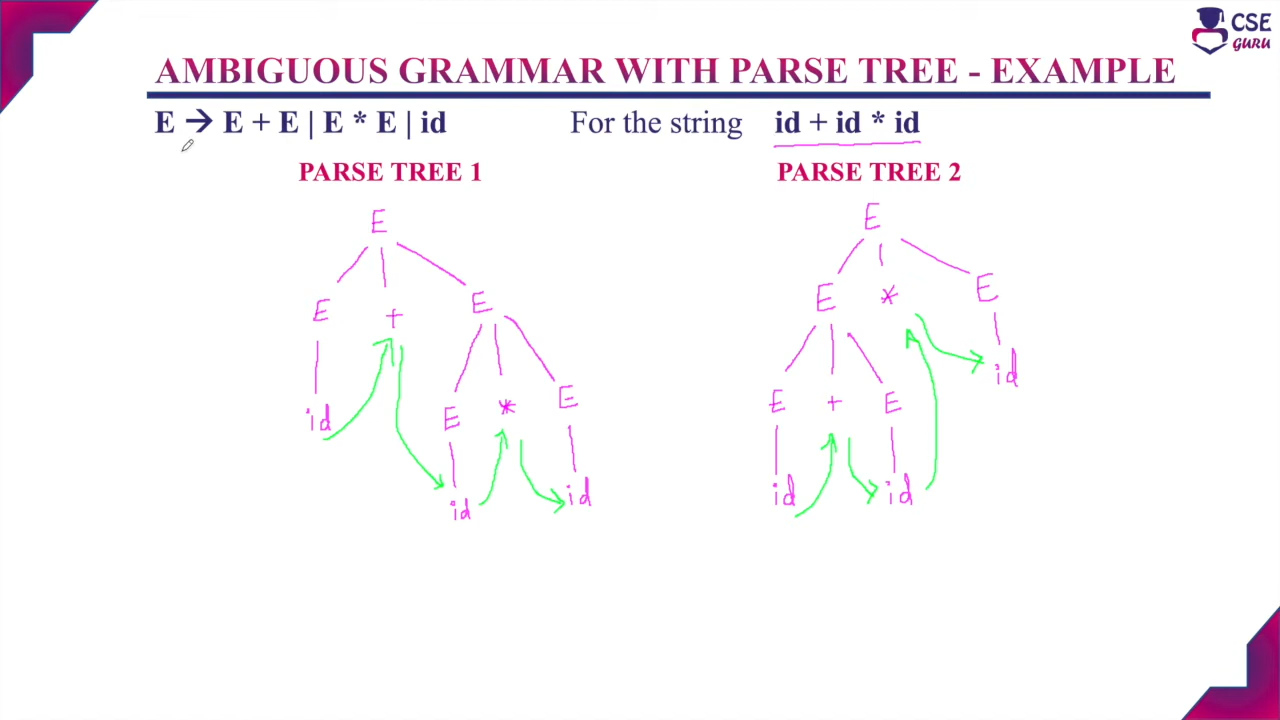 CSE
GURU
AMBIGUOUS GRAMMAR WITH PARSE TREE - EXAMPLE
E → E + E | E * E | id For the string id + id * id
PARSE TREE 1 PARSE TREE 2
E E
E + E E * E
id E * E E + E id
id id id id